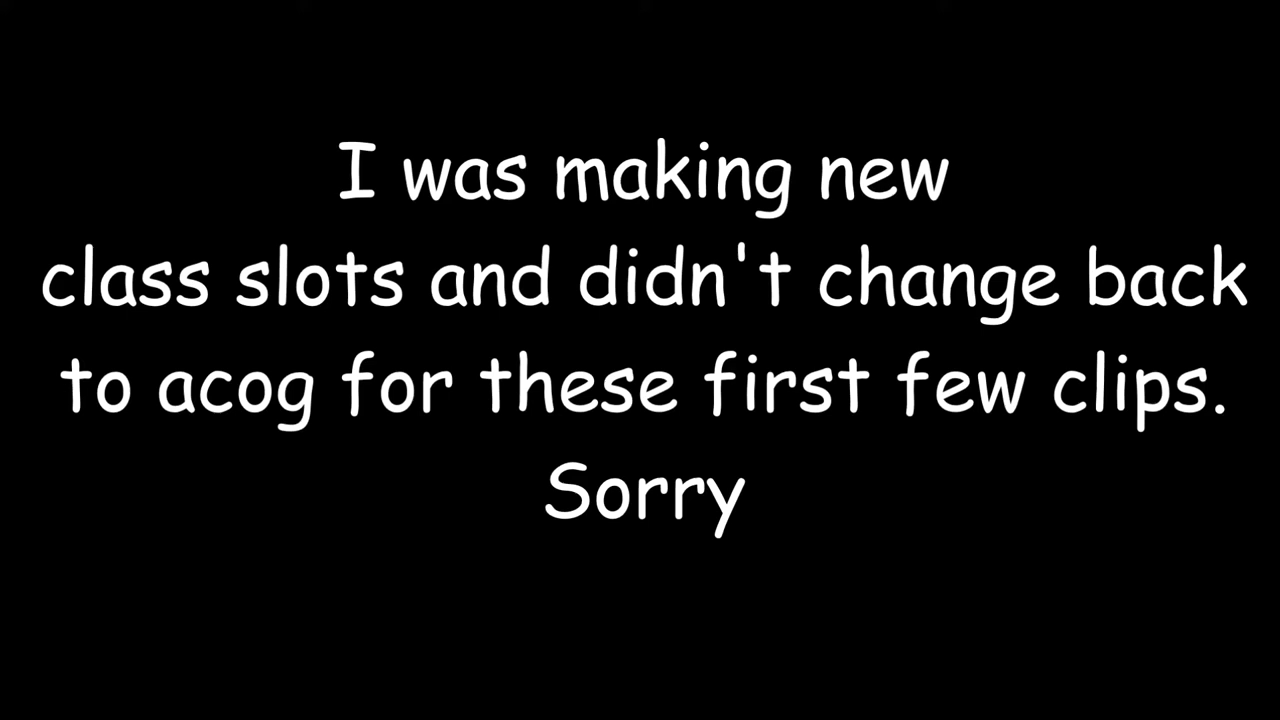 I was making new
class slots and didn't change back
to acog for these first few clips.
Sorry